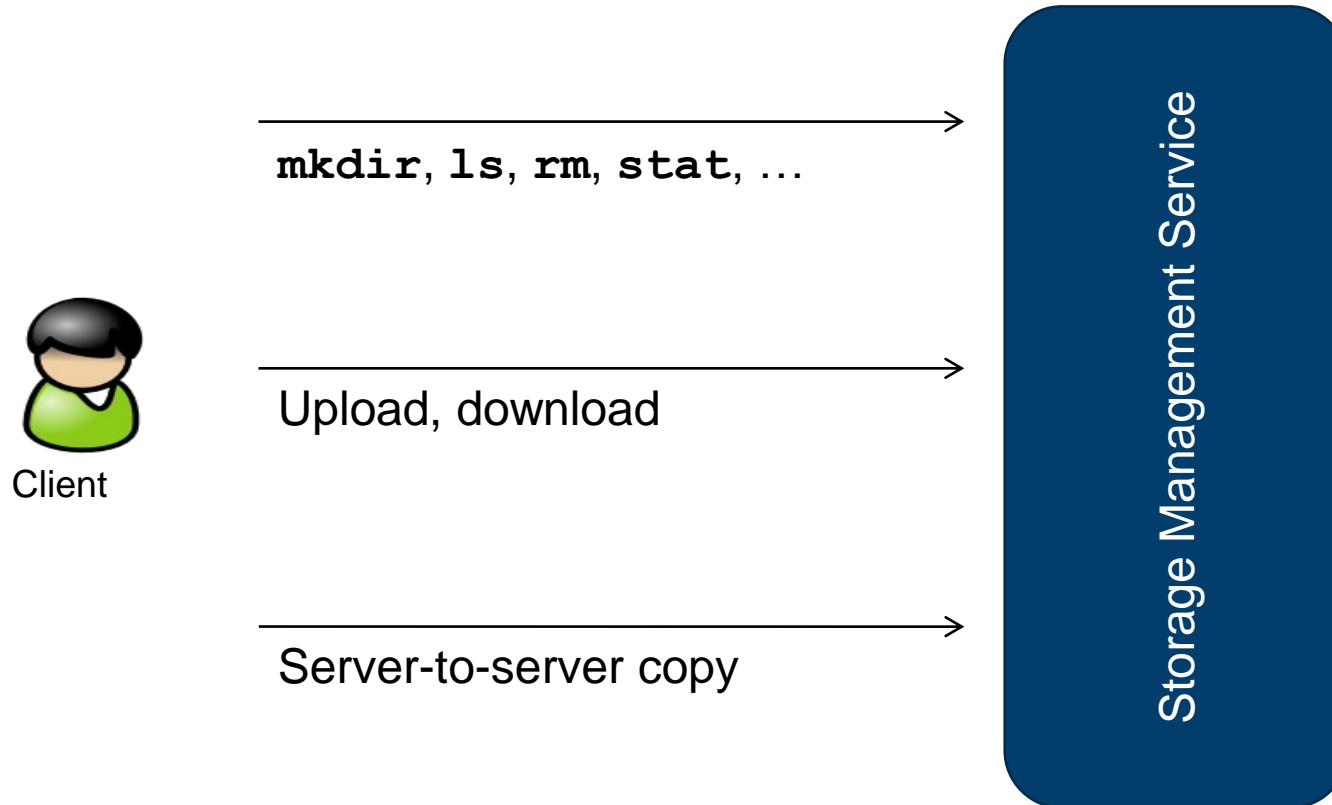 mkdir, ls, rm, stat, …
Upload, download
Client
Server-to-server copy
Storage Management Service